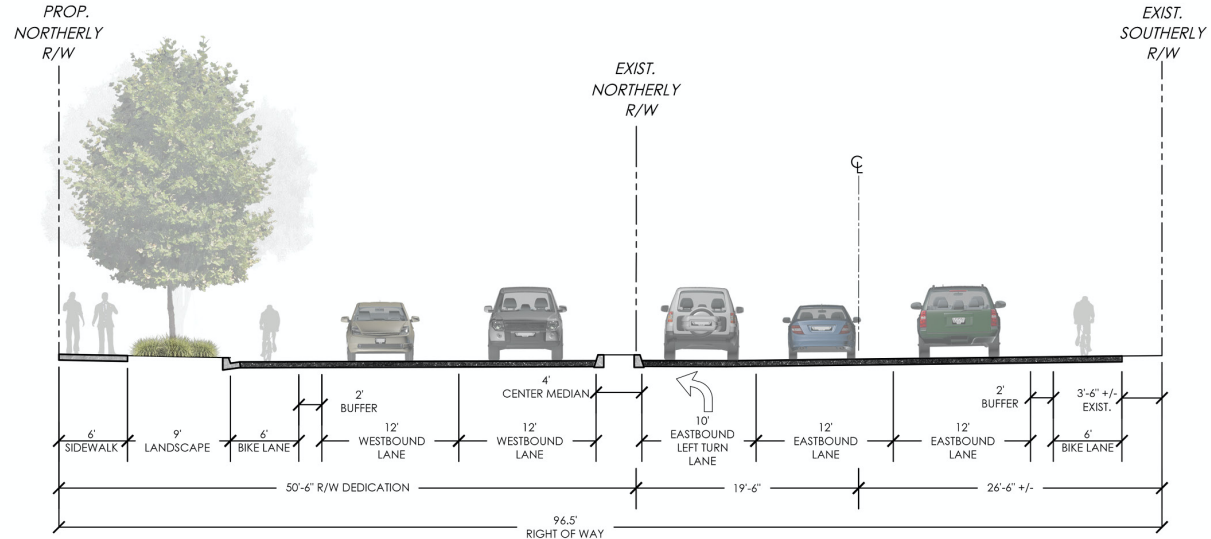 PROP.
NORTHERLY
R/W
EXIST.
NORTHERLY
R/W
EXIST.
SOUTHERLY
R/W
℄
6'
SIDEWALK
9'
LANDSCAPE
6'
BIKE LANE
2'
BUFFER
12'
WESTBOUND
LANE
12'
WESTBOUND
LANE
4'
CENTER MEDIAN
10'
EASTBOUND
LEFT TURN
LANE
12'
EASTBOUND
LANE
12'
EASTBOUND
LANE
2'
BUFFER
6'
BIKE LANE
3'-6" +/-
EXIST.
50'-6" R/W DEDICATION
19'-6"
26'-6" +/-
96.5'
RIGHT OF WAY